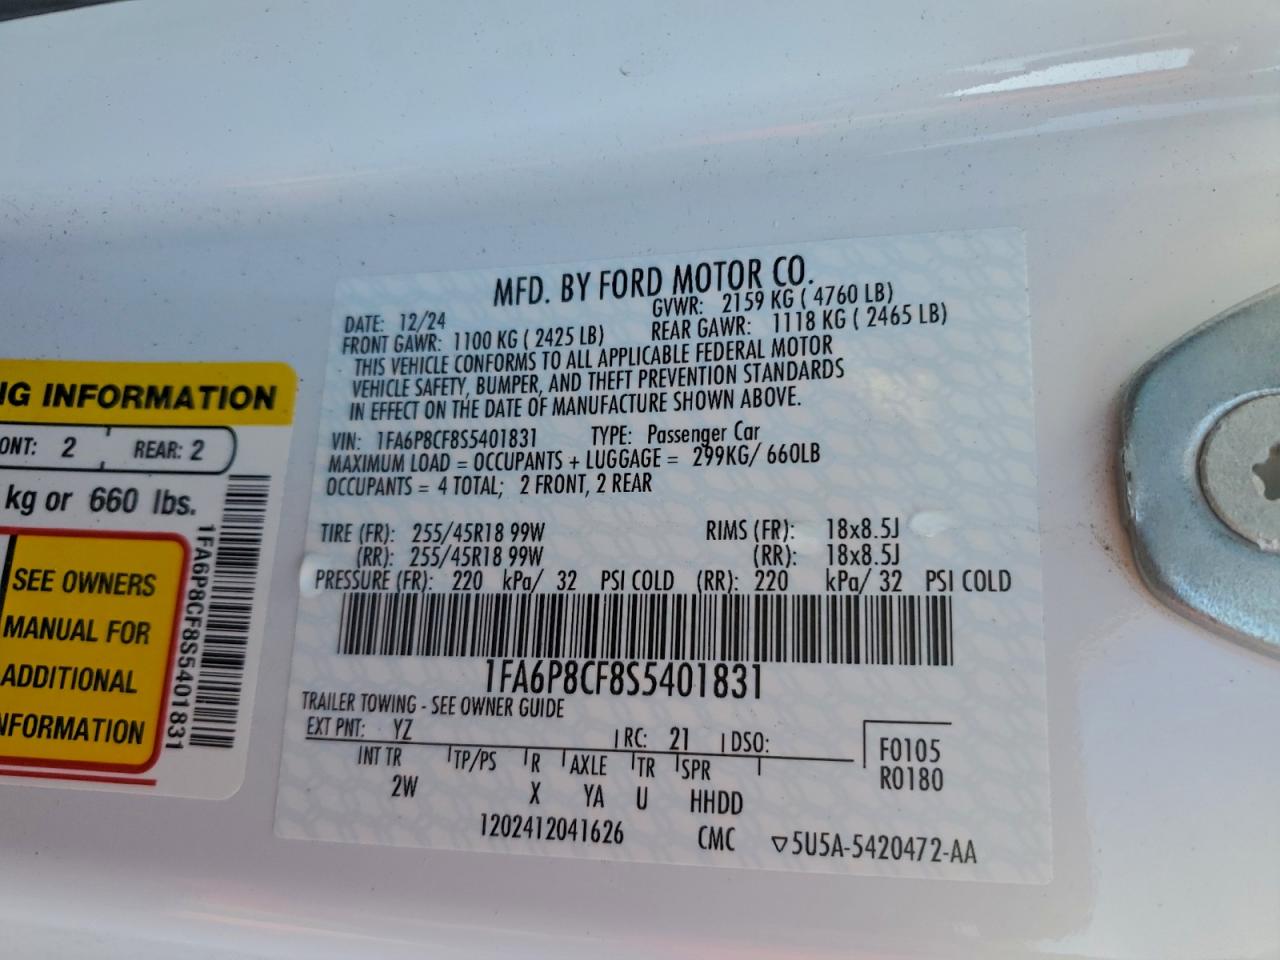 MFD. BY FORD MOTOR CO.
DATE: 12/24 GVWR: 2159 KG ( 4760 LB)
FRONT GAWR: 1100 KG ( 2425 LB) REAR GAWR: 1118 KG ( 2465 LB)
THIS VEHICLE CONFORMS TO ALL APPLICABLE FEDERAL MOTOR
VEHICLE SAFETY, BUMPER, AND THEFT PREVENTION STANDARDS
IN EFFECT ON THE DATE OF MANUFACTURE SHOWN ABOVE.
VIN: 1FA6P8CF8S5401831 TYPE: Passenger Car
MAXIMUM LOAD = OCCUPANTS + LUGGAGE = 299KG/ 660LB
OCCUPANTS = 4 TOTAL; 2 FRONT, 2 REAR
TIRE (FR): 255/45R18 99W RIMS (FR): 18x8.5J
(RR): 255/45R18 99W (RR): 18x8.5J
PRESSURE (FR): 220 kPa/ 32 PSI COLD (RR): 220 kPa/ 32 PSI COLD
1FA6P8CF8S5401831
TRAILER TOWING - SEE OWNER GUIDE
EXT PNT: YZ RC: 21 DSO:
INT TR TP/PS R AXLE TR SPR
2W X YA U HHDD
F0105
R0180
1202412041626 CMC ▽5U5A-5420472-AA
NG INFORMATION
ONT: 2 REAR: 2
kg or 660 lbs.
SEE OWNERS
MANUAL FOR
ADDITIONAL
NFORMATION
1FA6P8CF8S5401831